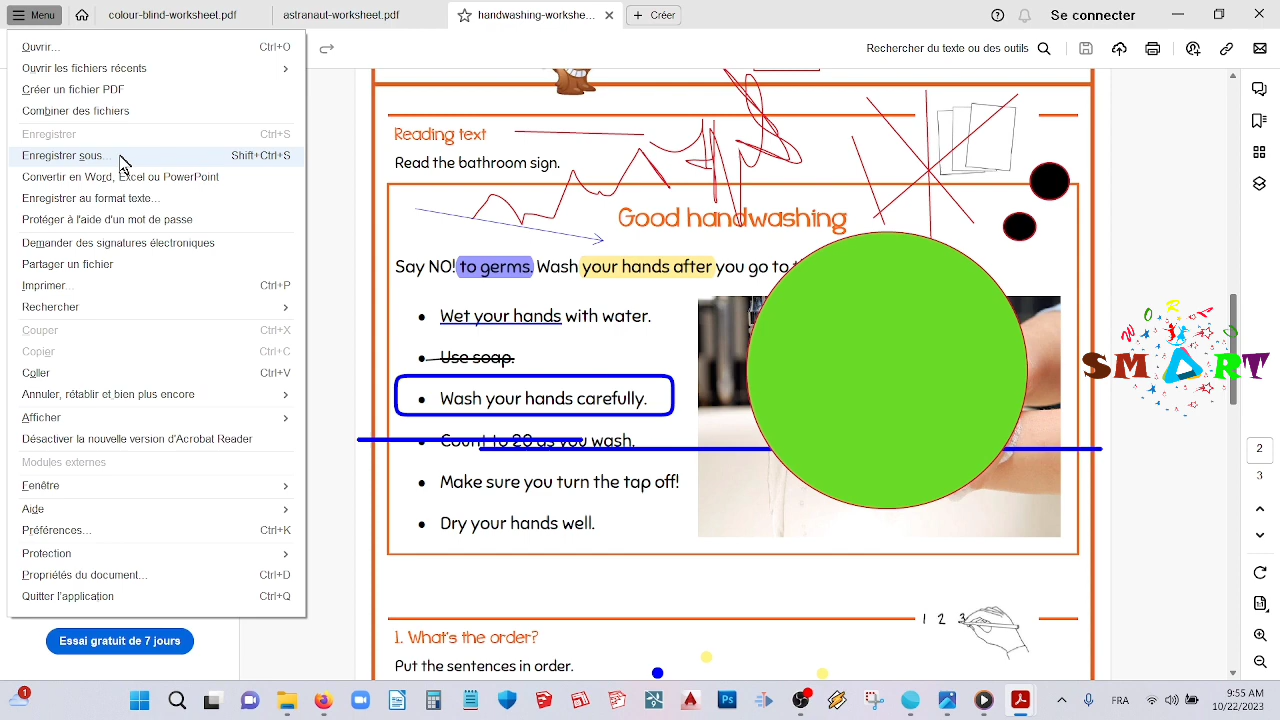 Menu
colour-blind-worksheet.pdf
astranaut-worksheet.pdf
handwashing-workshe...
Créer
Se connecter
Ouvrir... Ctrl+O
Ouvrir les fichiers récents
Créer un fichier PDF
Combiner des fichiers
Enregistrer Ctrl+S
Enregistrer sous... Shift+Ctrl+S
Convertir en Word, Excel ou PowerPoint
Enregistrer au format texte...
Protéger à l'aide d'un mot de passe
Demander des signatures électroniques
Partager un fichier
Imprimer... Ctrl+P
Rechercher
Couper Ctrl+X
Copier Ctrl+C
Coller Ctrl+V
Annuler, rétablir et bien plus encore
Afficher
Désactiver la nouvelle version d'Acrobat Reader
Modules externes
Fenêtre
Aide
Préférences... Ctrl+K
Protection
Propriétés du document... Ctrl+D
Quitter l'application Ctrl+Q
Essai gratuit de 7 jours
Rechercher du texte ou des outils
Reading text
Read the bathroom sign.
Good handwashing
Say NO! to germs. Wash your hands after you go to
Wet your hands with water.
Use soap.
Wash your hands carefully.
Count to 20 as you wash.
Make sure you turn the tap off!
Dry your hands well.
1 2 3
1. What's the order?
Put the sentences in order.
SMART
2
3
1
Ps
FRA
9:55 AM
10/22/2023